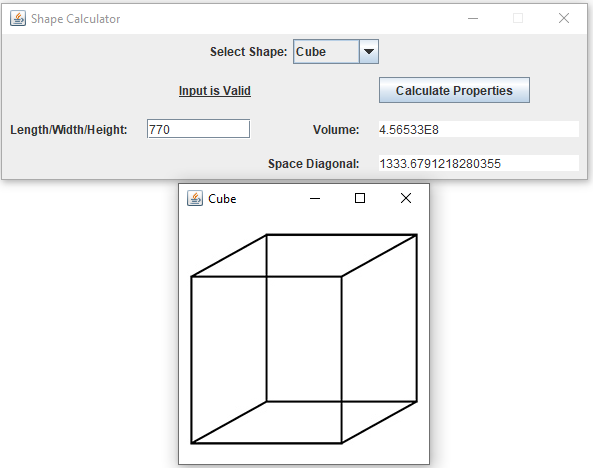 Shape Calculator
Select Shape: Cube
Input is Valid Calculate Properties
Length/Width/Height: 770 Volume: 4.56533E8
Space Diagonal: 1333.6791218280355
Cube